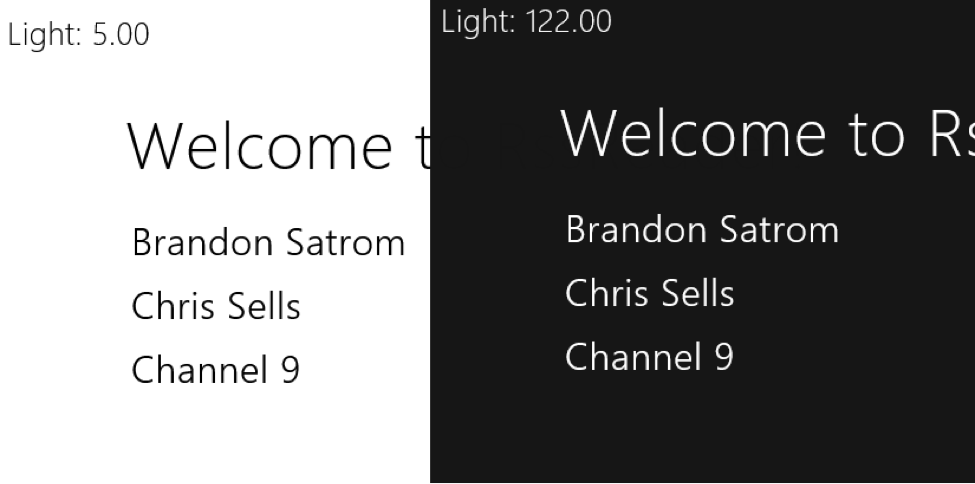 Light: 5.00
Welcome t
Brandon Satrom
Chris Sells
Channel 9
Light: 122.00
Welcome to Rs
Brandon Satrom
Chris Sells
Channel 9